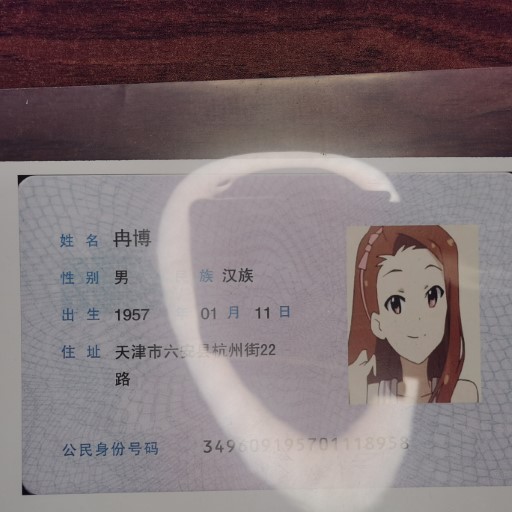 姓名 冉博
性别 男 民族 汉族
出生 1957 年 01 月 11 日
住址 天津市六安县杭州街22
路
公民身份号码 349609195701118958